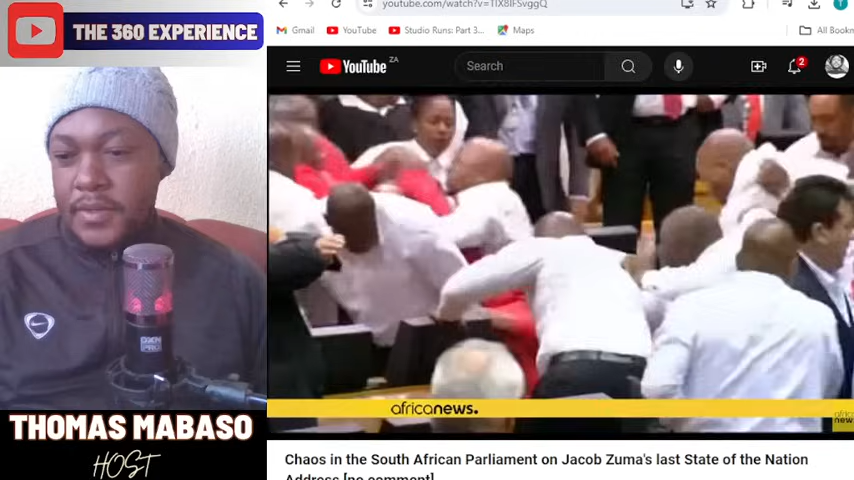 THE 360 EXPERIENCE
youtube.com/watch?v=TIX8IFSvggQ
Gmail
YouTube
Studio Runs: Part 3...
Maps
All Bookm
YouTube ZA
Search
2
africanews.
THOMAS MABASO
HOST
Chaos in the South African Parliament on Jacob Zuma's last State of the Nation
Address [no comment]